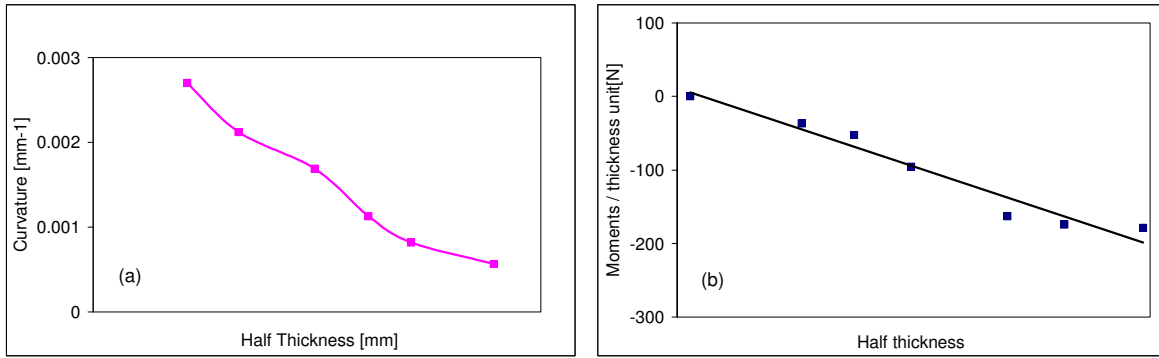 0.003
0.002
0.001
0
Curvature [mm-1]
(a)
Half Thickness [mm]
100
0
-100
-200
-300
Moments / thickness unit[N]
(b)
Half thickness